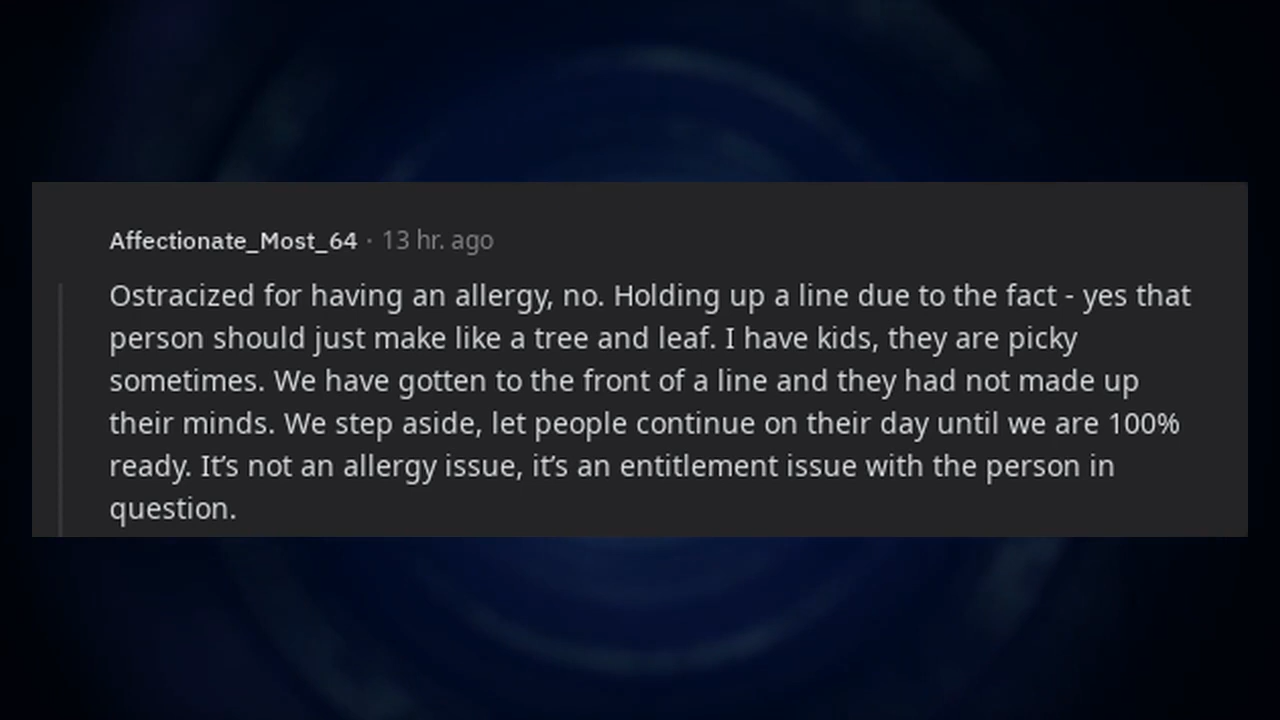 Affectionate_Most_64 · 13 hr. ago
Ostracized for having an allergy, no. Holding up a line due to the fact - yes that
person should just make like a tree and leaf. I have kids, they are picky
sometimes. We have gotten to the front of a line and they had not made up
their minds. We step aside, let people continue on their day until we are 100%
ready. It’s not an allergy issue, it’s an entitlement issue with the person in
question.